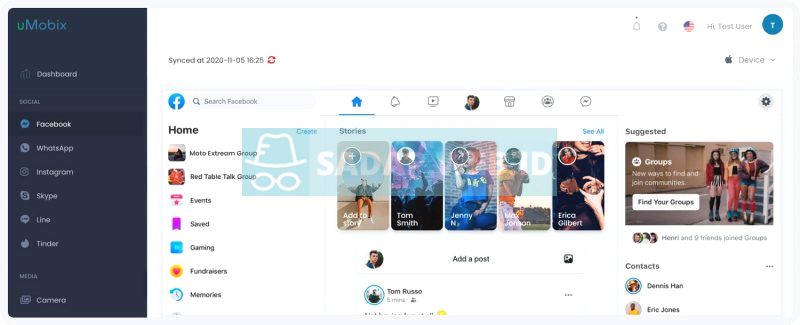 uMobix
Hi, Test User
T
Synced at 2020-11-05 16:25
Device
Dashboard
SOCIAL
Facebook
WhatsApp
Instagram
Skype
Line
Tinder
MEDIA
Camera
Search Facebook
Home
Create
Moto Extream Group
Red Table Talk Group
Events
Saved
Gaming
Fundraisers
Memories
Stories
See All
Add to
story
Tom
Smith
Jenny
N.
Max
Jonson
Erica
Gilbert
Add a post
Tom Russo
5 mins
Suggested
Groups
New ways to find and
join communities.
Find Your Groups
Henri and 9 friends joined Groups
Contacts
Dennis Han
Eric Jones